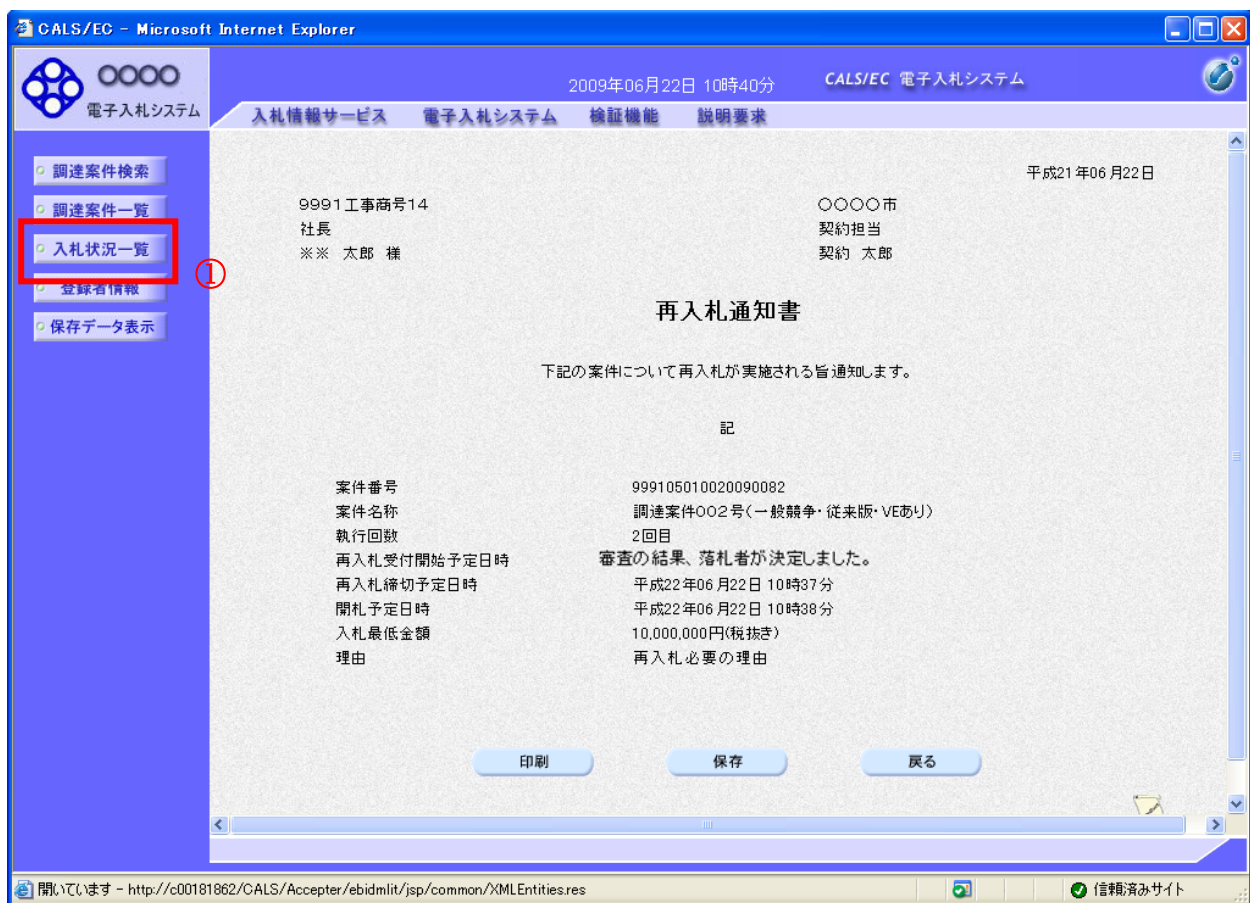 CALS/EC - Microsoft Internet Explorer
〇〇〇〇
電子入札システム
2009年06月22日 10時40分
CALS/EC 電子入札システム
入札情報サービス 電子入札システム 検証機能 説明要求
調達案件検索
調達案件一覧
入札状況一覧
①
登録者情報
保存データ表示
平成21年06月22日
9991工事商号14
社長
※※ 太郎 様
〇〇〇〇市
契約担当
契約 太郎
再入札通知書
下記の案件について再入札が実施される旨通知します。
記
案件番号 999105010020090082
案件名称 調達案件〇〇2号(一般競争・従来版・VEあり)
執行回数 2回目
再入札受付開始予定日時 審査の結果、落札者が決定しました。
再入札締切予定日時 平成22年06月22日 10時37分
開札予定日時 平成22年06月22日 10時38分
入札最低金額 10,000,000円(税抜き)
理由 再入札必要の理由
印刷 保存 戻る
開いています - http://c00181862/CALS/Accepter/ebidmlit/jsp/common/XMLEntities.res
信頼済みサイト